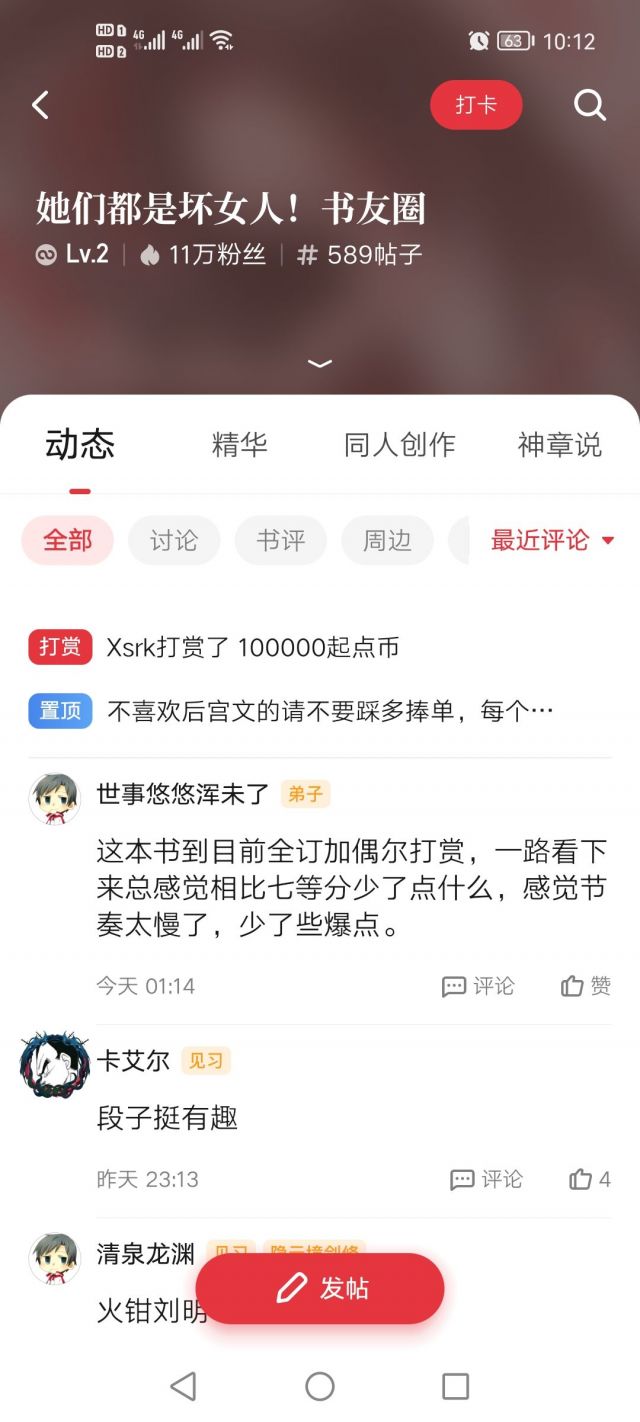 HD 1 4G 4G 63 10:12
HD 2
打卡
她们都是坏女人！书友圈
Lv.2 11万粉丝 # 589帖子
动态 精华 同人创作 神章说
全部 讨论 书评 周边 最近评论
打赏 Xsrk打赏了 100000起点币
置顶 不喜欢后宫文的请不要踩多捧单，每个…
世事悠悠浑未了 弟子
这本书到目前全订加偶尔打赏，一路看下
来总感觉相比七等分少了点什么，感觉节
奏太慢了，少了些爆点。
今天 01:14 评论 赞
卡艾尔 见习
段子挺有趣
昨天 23:13 评论 4
清泉龙渊 见习
火钳刘明
发帖